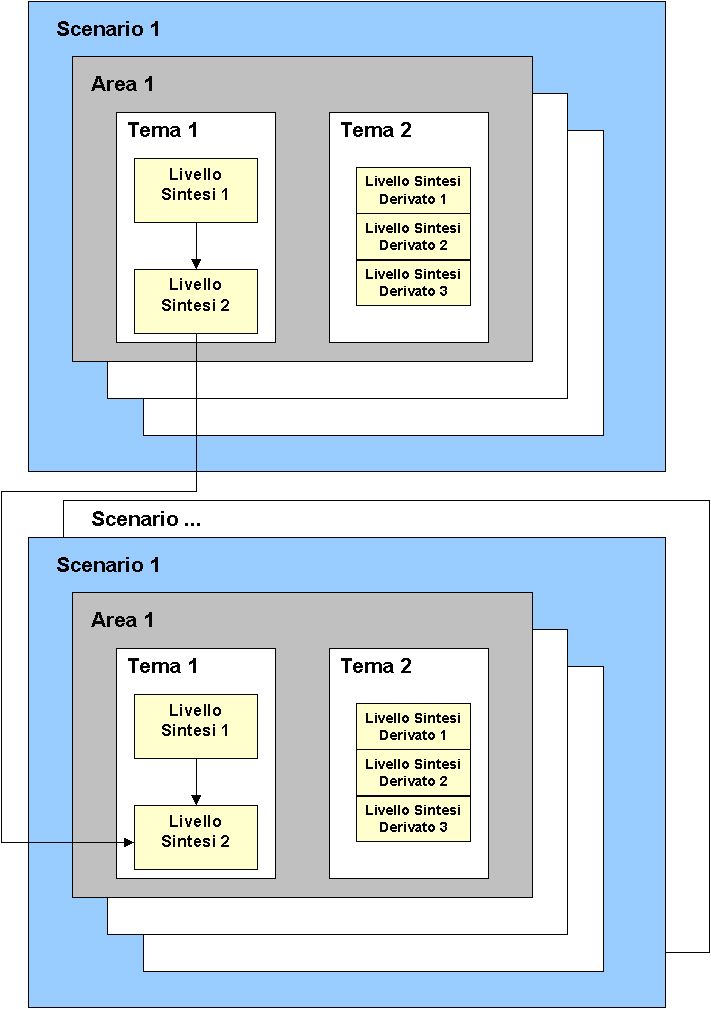 Scenario 1
Area 1
Tema 1
Livello
Sintesi 1
Livello
Sintesi 2
Tema 2
Livello Sintesi
Derivato 1
Livello Sintesi
Derivato 2
Livello Sintesi
Derivato 3
Scenario ...
Scenario 1
Area 1
Tema 1
Livello
Sintesi 1
Livello
Sintesi 2
Tema 2
Livello Sintesi
Derivato 1
Livello Sintesi
Derivato 2
Livello Sintesi
Derivato 3